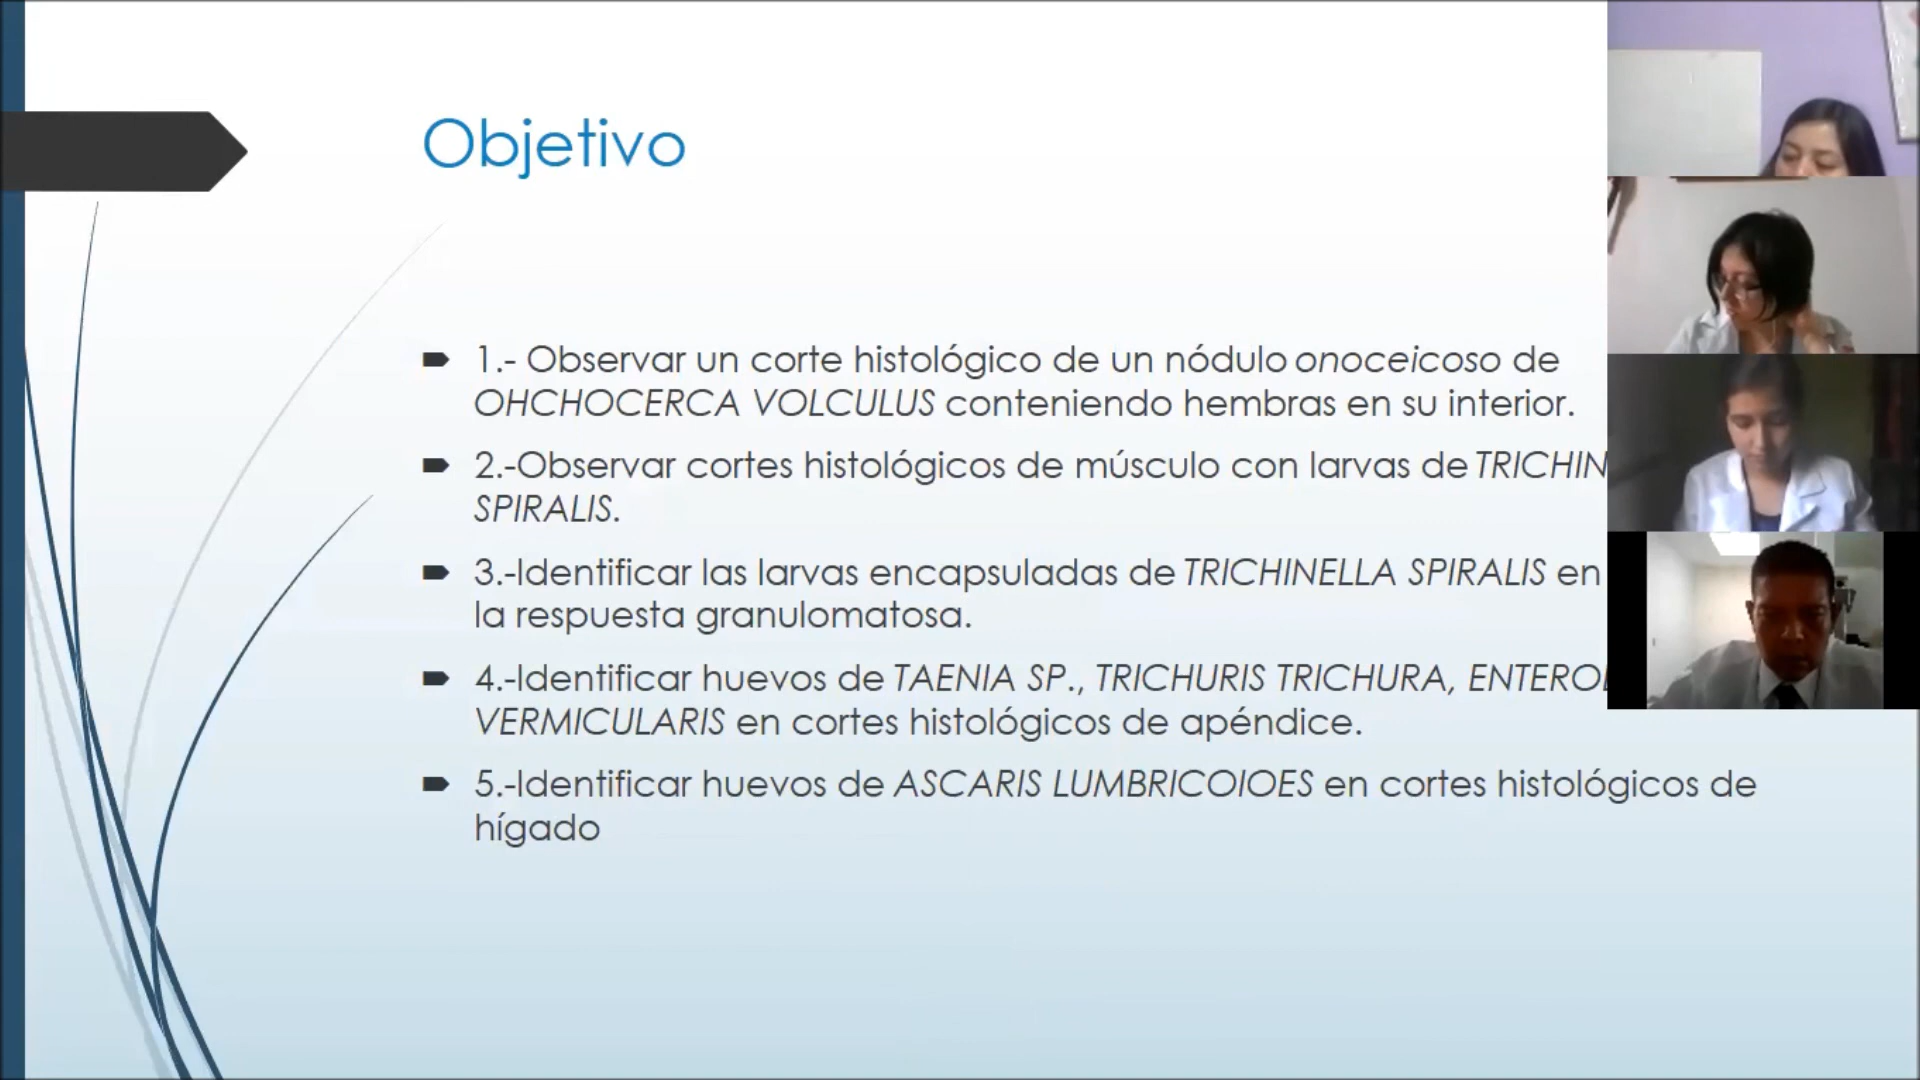 Objetivo
1.- Observar un corte histológico de un nódulo onoceicoso de
OHCHOCERCA VOLCULUS conteniendo hembras en su interior.
2.-Observar cortes histológicos de músculo con larvas de TRICHIN
SPIRALIS.
3.-Identificar las larvas encapsuladas de TRICHINELLA SPIRALIS en
la respuesta granulomatosa.
4.-Identificar huevos de TAENIA SP., TRICHURIS TRICHURA, ENTERO
VERMICULARIS en cortes histológicos de apéndice.
5.-Identificar huevos de ASCARIS LUMBRICOIOES en cortes histológicos de
hígado